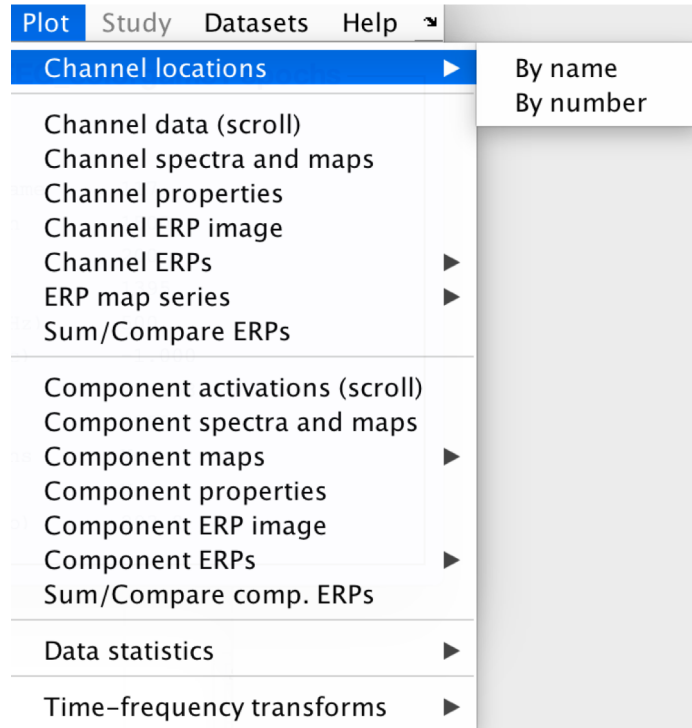 Plot Study Datasets Help
Channel locations
By name
By number
Channel data (scroll)
Channel spectra and maps
Channel properties
Channel ERP image
Channel ERPs
ERP map series
Sum/Compare ERPs
Component activations (scroll)
Component spectra and maps
Component maps
Component properties
Component ERP image
Component ERPs
Sum/Compare comp. ERPs
Data statistics
Time-frequency transforms